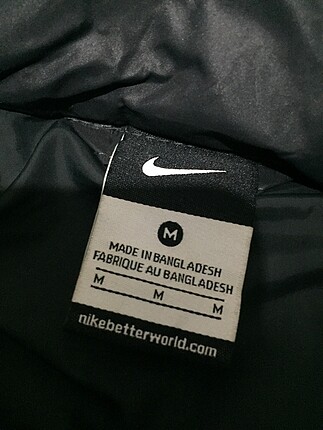 M
MADE IN BANGLADESH
FABRIQUE AU BANGLADESH
M M M
nikebetterworld.com